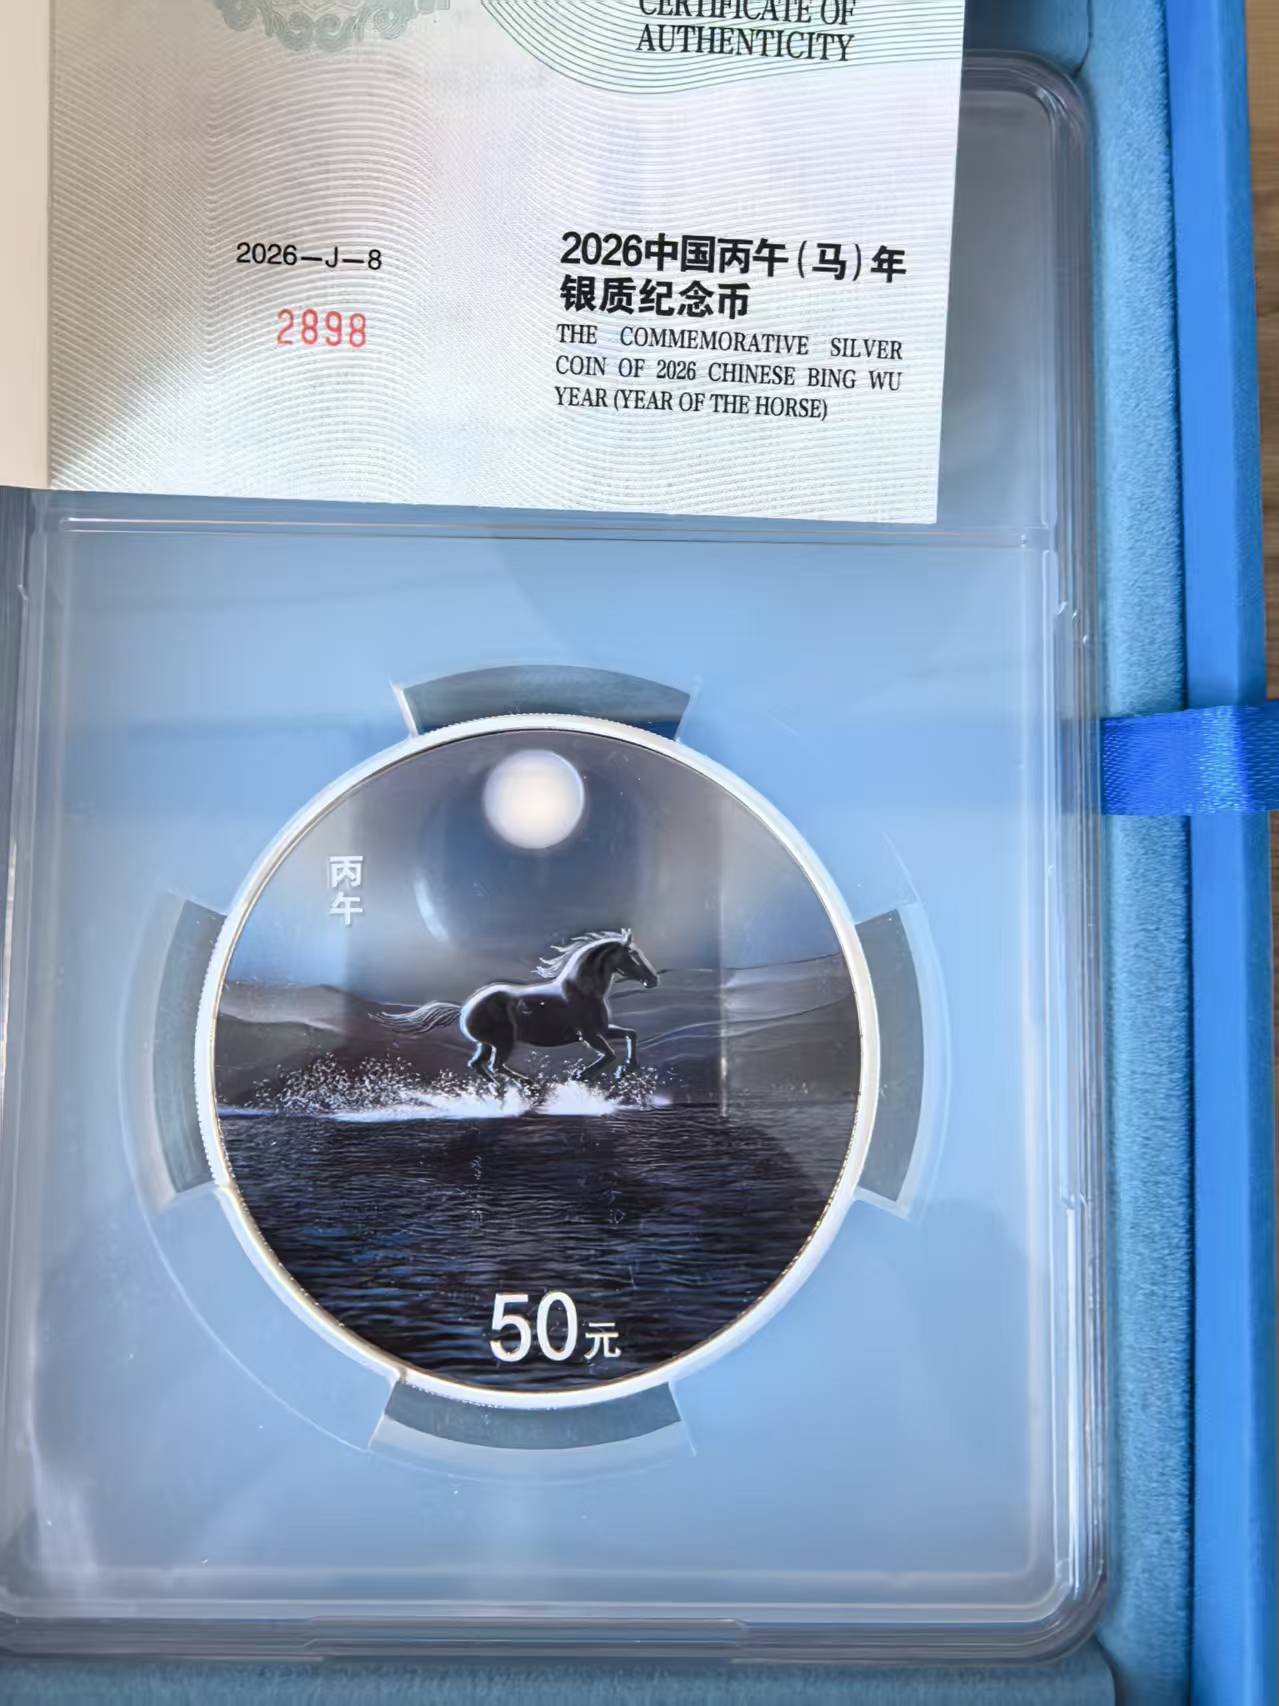 CERTIFICATE OF
AUTHENTICITY
2026—J—8
2898
2026中国丙午(马)年
银质纪念币
THE COMMEMORATIVE SILVER
COIN OF 2026 CHINESE BING WU
YEAR (YEAR OF THE HORSE)
丙
午
50元